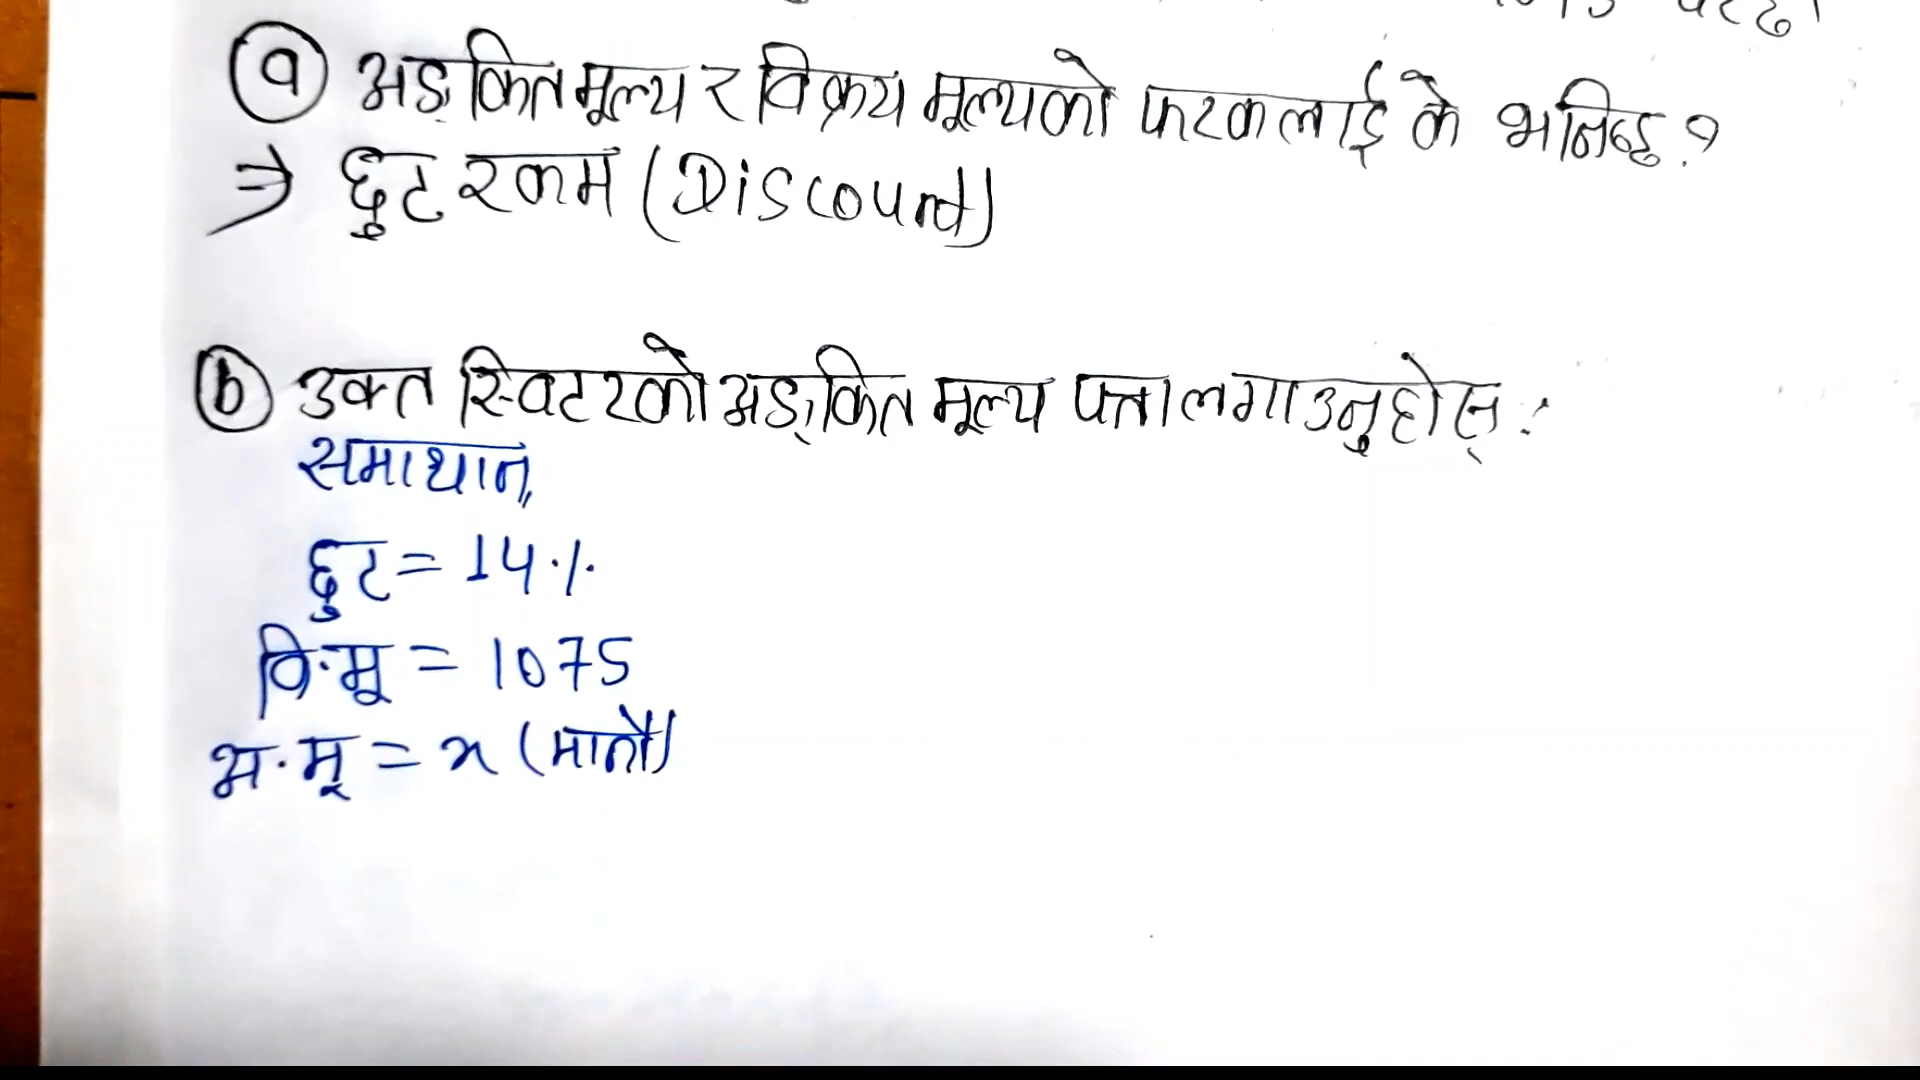 (a) अङ्कित मूल्य र विक्रय मूल्यको फरकलाई के भनिन्छ ?
⇒ छुट रकम (Discount)
(b) उक्त स्विटरको अङ्कित मूल्य पत्ता लगाउनुहोस् :
समाधान,,
छुट = 14%
वि.मू = 1075
अ.मू = x (मानौ)